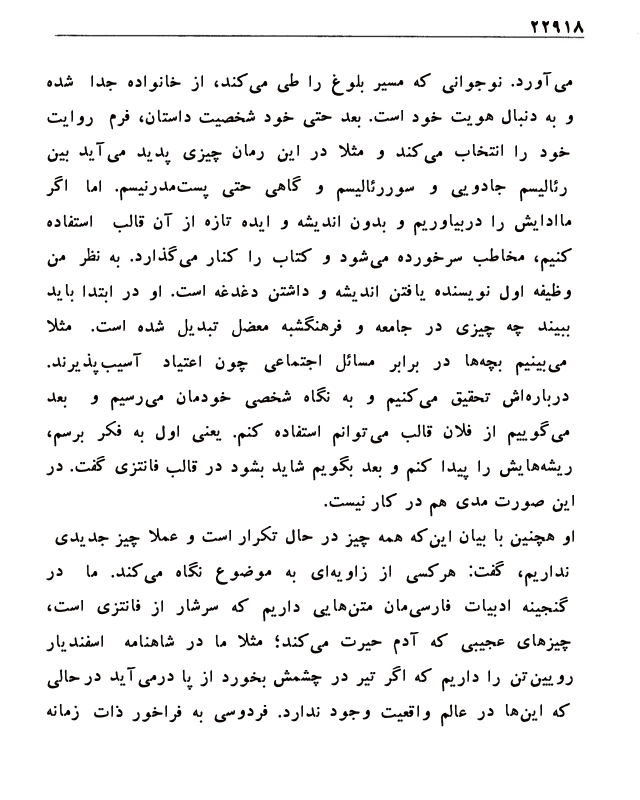 ۲۲۹۱۸
می‌آورد. نوجوانی که مسیر بلوغ را طی می‌کند، از خانواده جدا شده
و به دنبال هویت خود است. بعد حتی خود شخصیت داستان، فرم روایت
خود را انتخاب می‌کند و مثلا در این رمان چیزی پدید می‌آید بین
رئالیسم جادویی و سوررئالیسم و گاهی حتی پست‌مدرنیسم. اما اگر
ماادایش را دربیاوریم و بدون اندیشه و ایده تازه از آن قالب استفاده
کنیم، مخاطب سرخورده می‌شود و کتاب را کنار می‌گذارد. به نظر من
وظیفه اول نویسنده یافتن اندیشه و داشتن دغدغه است. او در ابتدا باید
ببیند چه چیزی در جامعه و فرهنگشبه معضل تبدیل شده است. مثلا
می‌بینیم بچه‌ها در برابر مسائل اجتماعی چون اعتیاد آسیب‌پذیرند.
درباره‌اش تحقیق می‌کنیم و به نگاه شخصی خودمان می‌رسیم و بعد
می‌گوییم از فلان قالب می‌توانم استفاده کنم. یعنی اول به فکر برسم،
ریشه‌هایش را پیدا کنم و بعد بگویم شاید بشود در قالب فانتزی گفت. در
این صورت مدی هم در کار نیست.
او هچنین با بیان این‌که همه چیز در حال تکرار است و عملا چیز جدیدی
نداریم، گفت: هرکسی از زاویه‌ای به موضوع نگاه می‌کند. ما در
گنجینه ادبیات فارسی‌مان متن‌هایی داریم که سرشار از فانتزی است،
چیزهای عجیبی که آدم حیرت می‌کند؛ مثلا ما در شاهنامه اسفندیار
رویین‌تن را داریم که اگر تیر در چشمش بخورد از پا درمی‌آید در حالی
که این‌ها در عالم واقعیت وجود ندارد. فردوسی به فراخور ذات زمانه